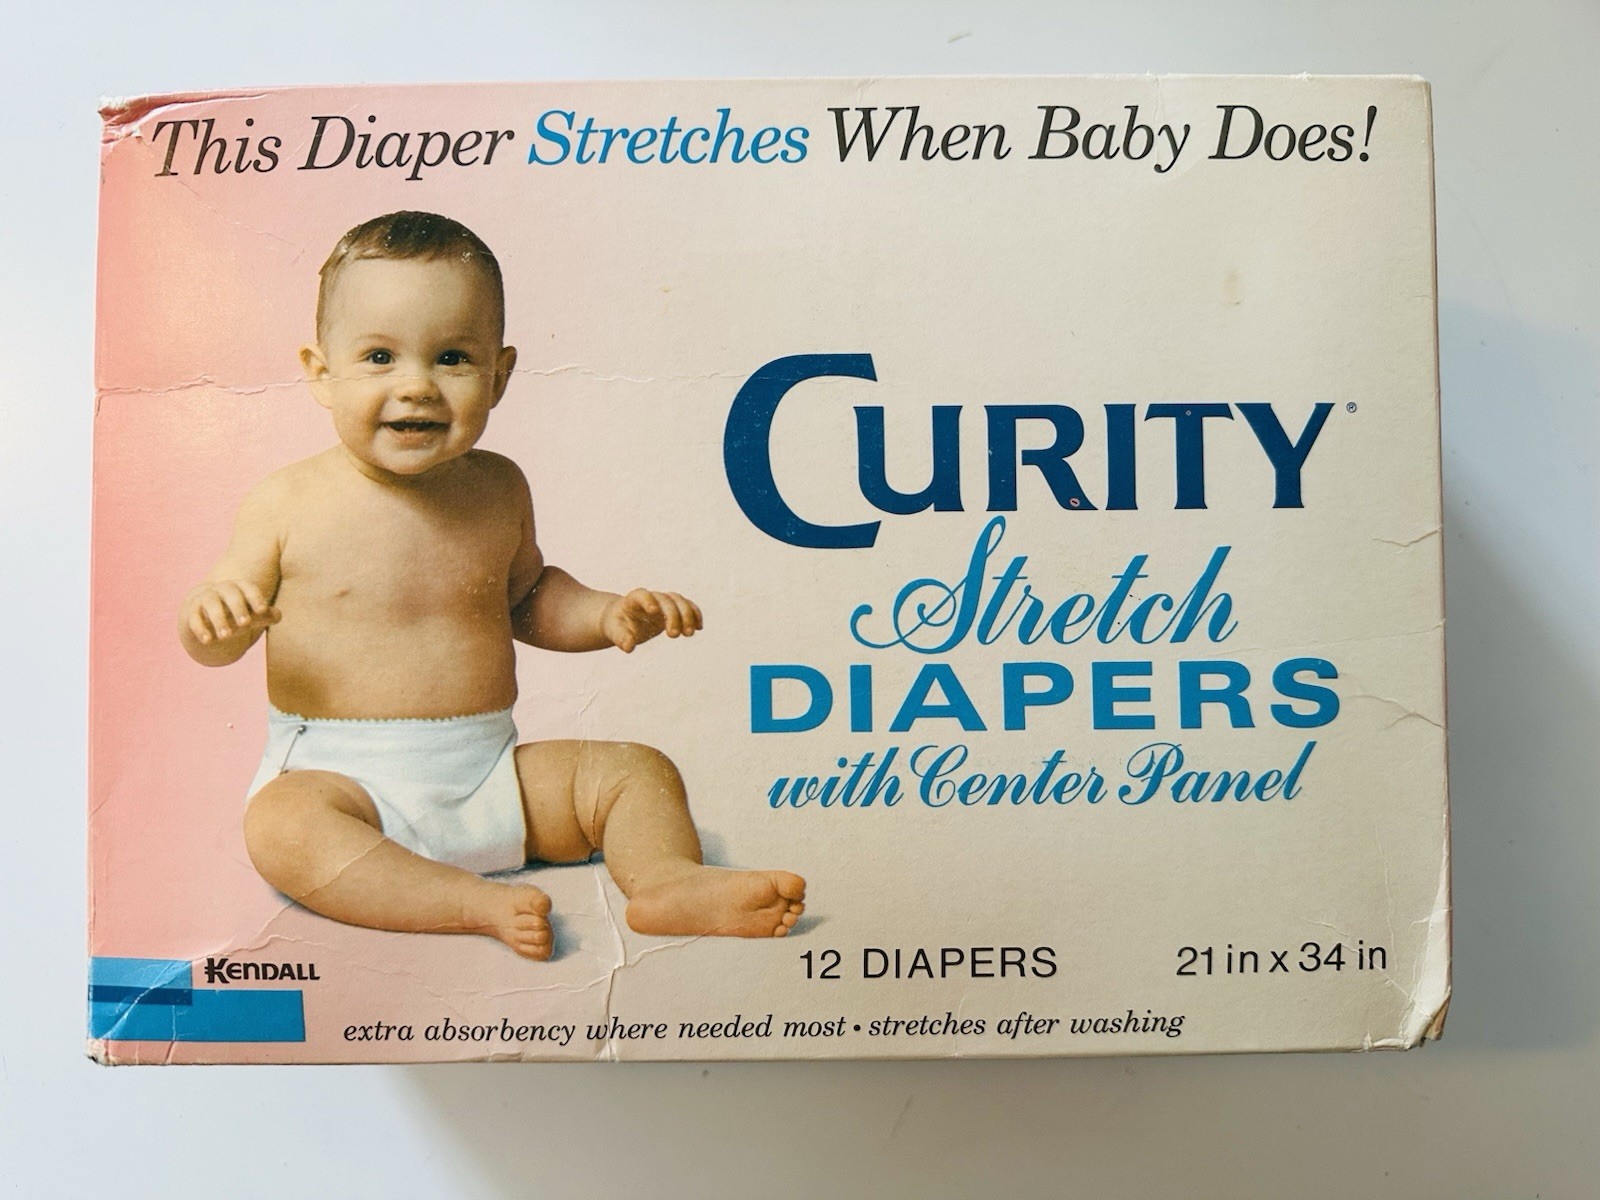 This Diaper Stretches When Baby Does!
CURITY®
Stretch
DIAPERS
with Center Panel
12 DIAPERS 21 in x 34 in
KENDALL
extra absorbency where needed most • stretches after washing